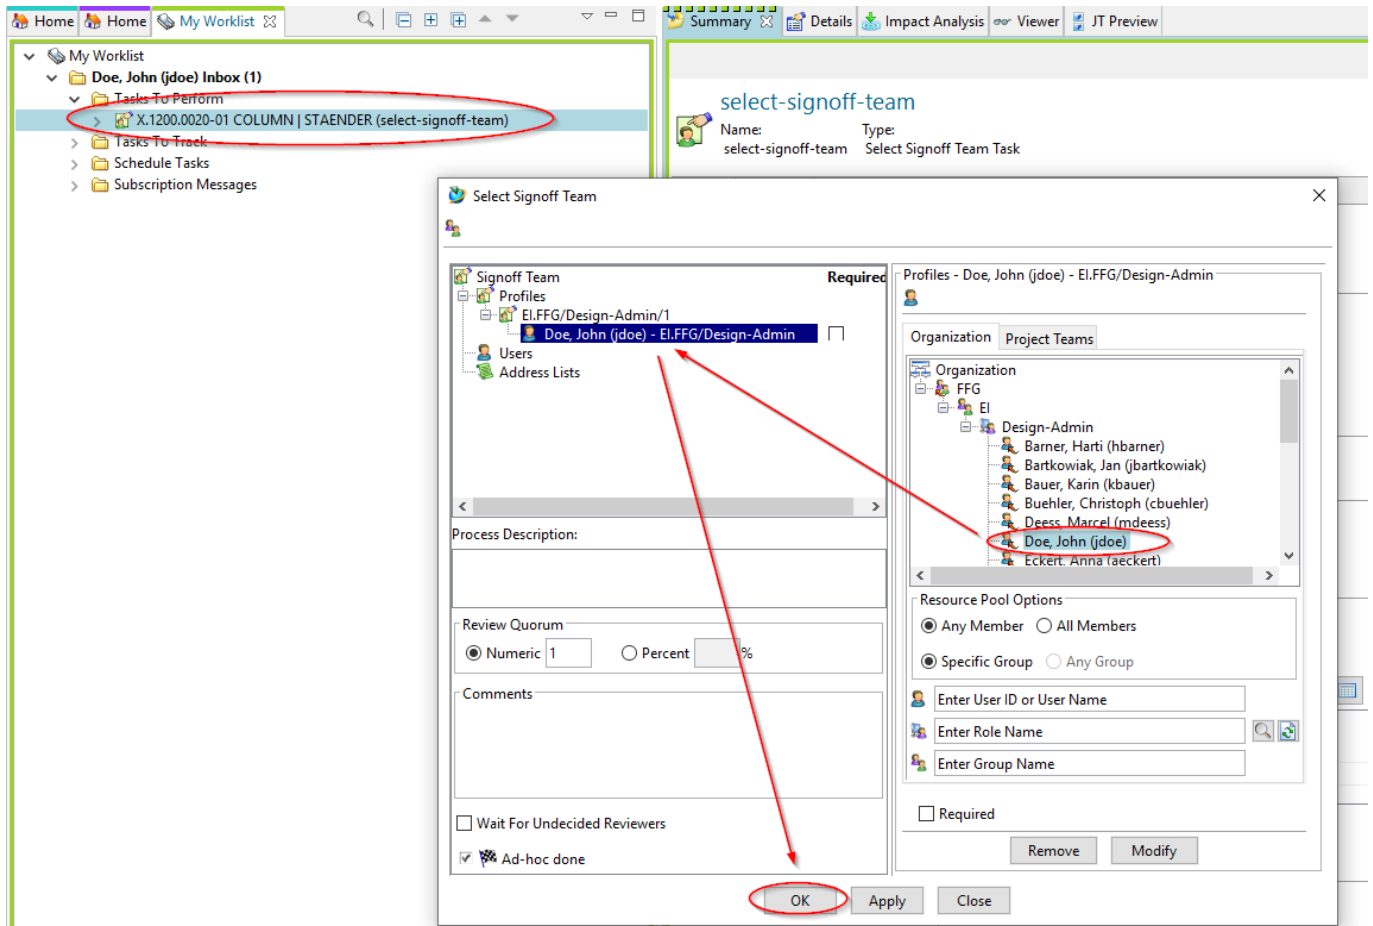 Home
Home
My Worklist
Summary
Details
Impact Analysis
Viewer
JT Preview
My Worklist
Doe, John (jdoe) Inbox (1)
Tasks To Perform
X.1200.0020-01 COLUMN | STAENDER (select-signoff-team)
Tasks To Track
Schedule Tasks
Subscription Messages
select-signoff-team
Name: Type:
select-signoff-team Select Signoff Team Task
Select Signoff Team
Signoff Team Required
Profiles
EI.FFG/Design-Admin/1
Doe, John (jdoe) - EI.FFG/Design-Admin
Users
Address Lists
Process Description:
Review Quorum
Numeric 1 Percent %
Comments
Wait For Undecided Reviewers
Ad-hoc done
Profiles - Doe, John (jdoe) - EI.FFG/Design-Admin
Organization Project Teams
Organization
FFG
EI
Design-Admin
Barner, Harti (hbarner)
Bartkowiak, Jan (jbartkowiak)
Bauer, Karin (kbauer)
Buehler, Christoph (cbuehler)
Deess, Marcel (mdeess)
Doe, John (jdoe)
Eckert, Anna (aeckert)
Resource Pool Options
Any Member All Members
Specific Group Any Group
Enter User ID or User Name
Enter Role Name
Enter Group Name
Required
Remove Modify
OK Apply Close